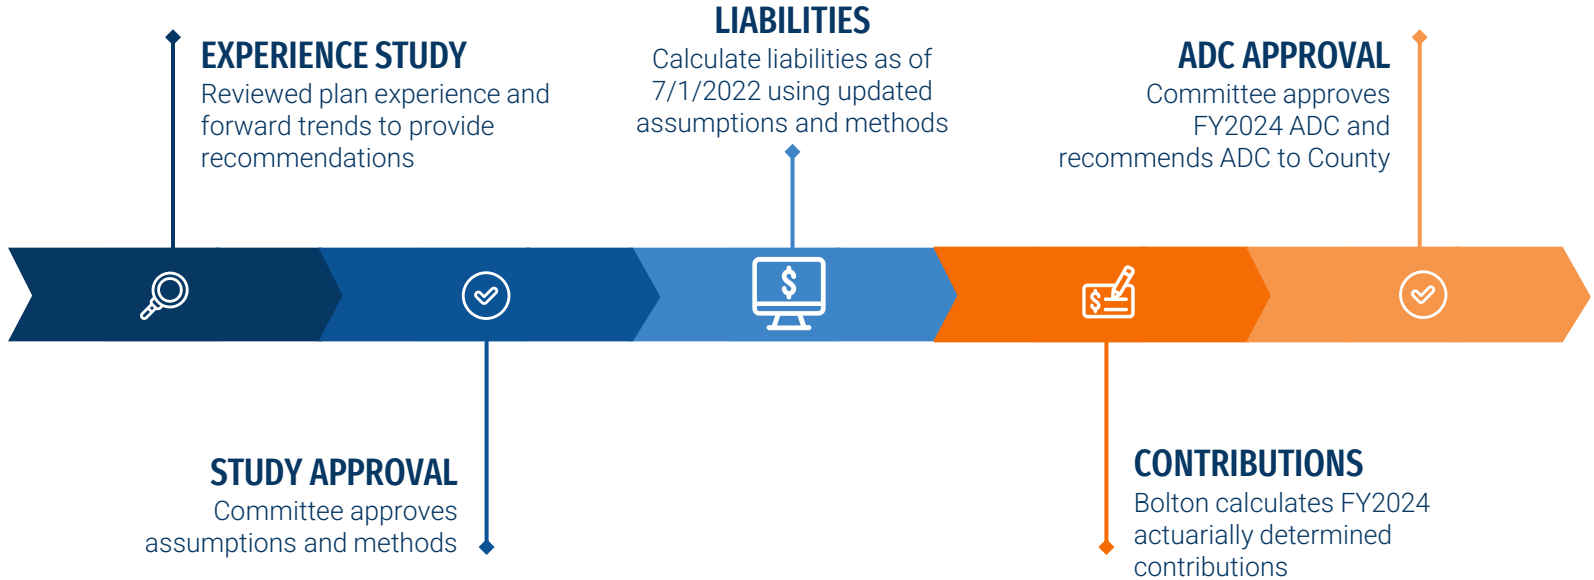 EXPERIENCE STUDY
Reviewed plan experience and
forward trends to provide
recommendations
STUDY APPROVAL
Committee approves
assumptions and methods
LIABILITIES
Calculate liabilities as of
7/1/2022 using updated
assumptions and methods
$
$
CONTRIBUTIONS
Bolton calculates FY2024
actuarially determined
contributions
ADC APPROVAL
Committee approves
FY2024 ADC and
recommends ADC to County